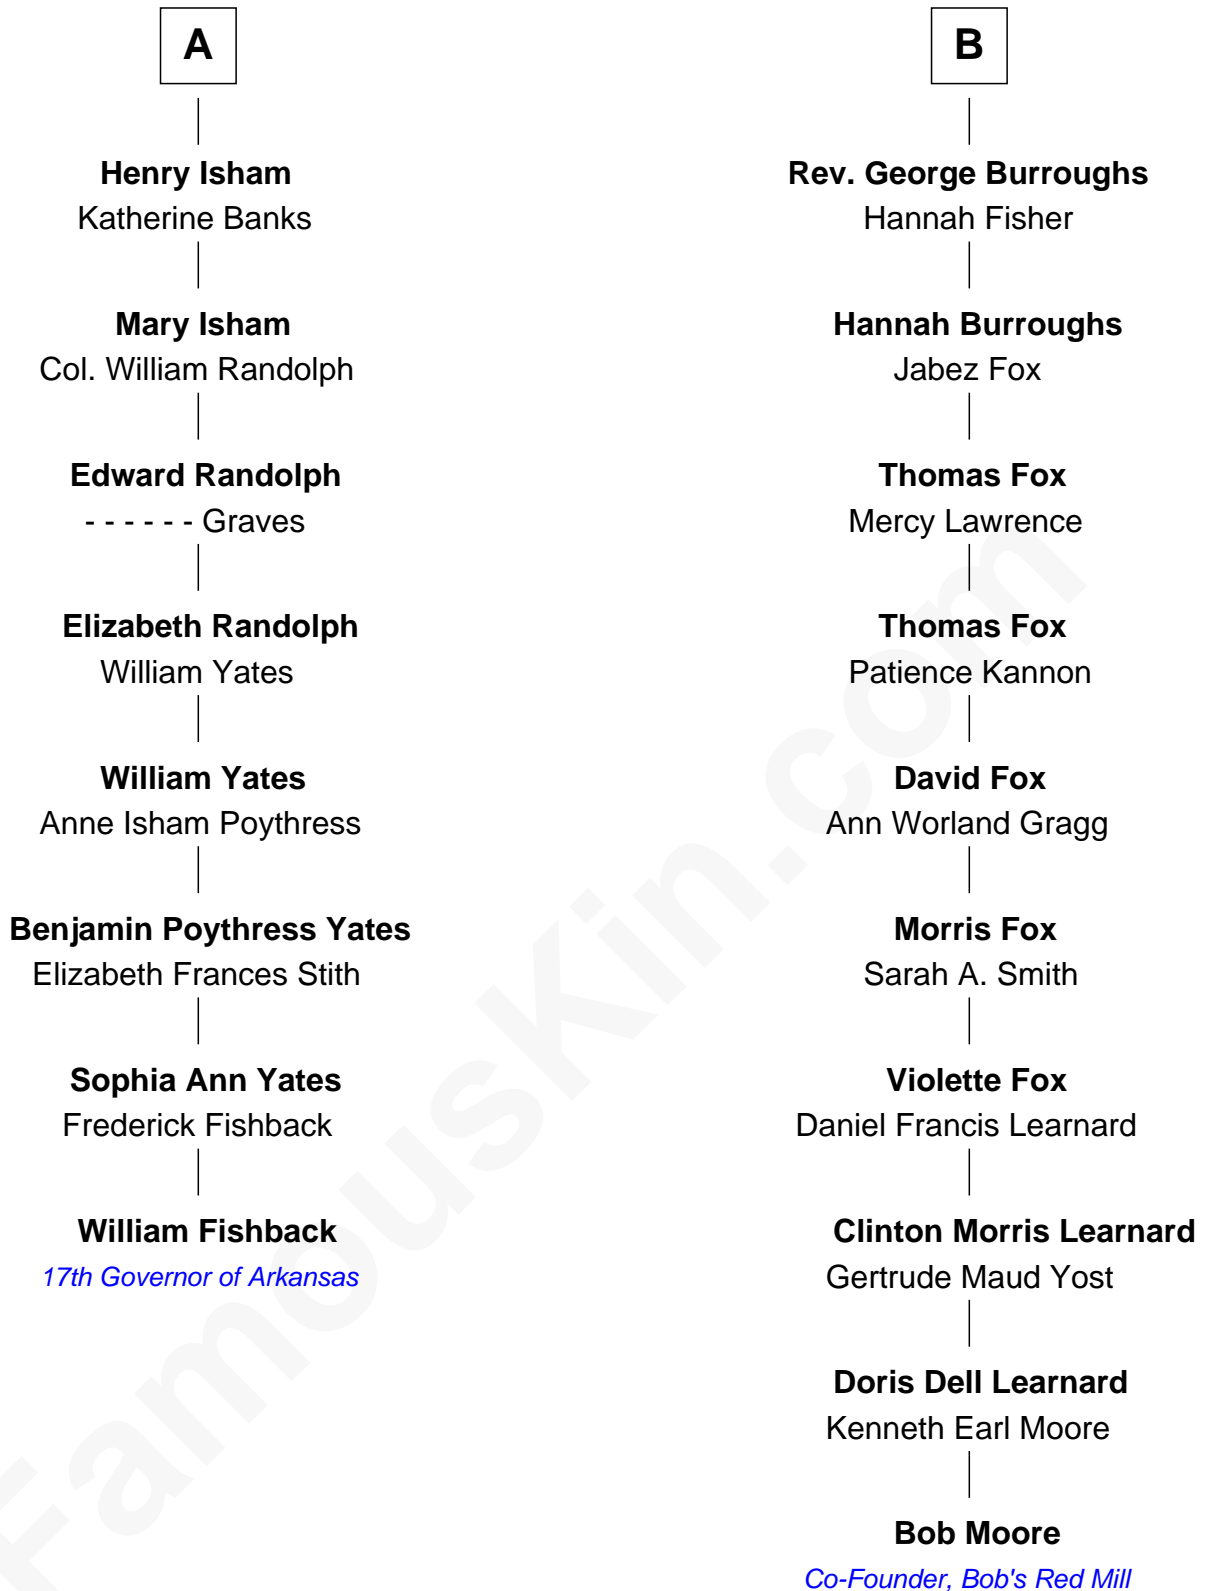 A
Henry Isham
Katherine Banks
Mary Isham
Col. William Randolph
Edward Randolph
- - - - - - Graves
Elizabeth Randolph
William Yates
William Yates
Anne Isham Poythress
Benjamin Poythress Yates
Elizabeth Frances Stith
Sophia Ann Yates
Frederick Fishback
William Fishback
17th Governor of Arkansas
B
Rev. George Burroughs
Hannah Fisher
Hannah Burroughs
Jabez Fox
Thomas Fox
Mercy Lawrence
Thomas Fox
Patience Kannon
David Fox
Ann Worland Gragg
Morris Fox
Sarah A. Smith
Violette Fox
Daniel Francis Learnard
Clinton Morris Learnard
Gertrude Maud Yost
Doris Dell Learnard
Kenneth Earl Moore
Bob Moore
Co-Founder, Bob's Red Mill
FamousKin.com